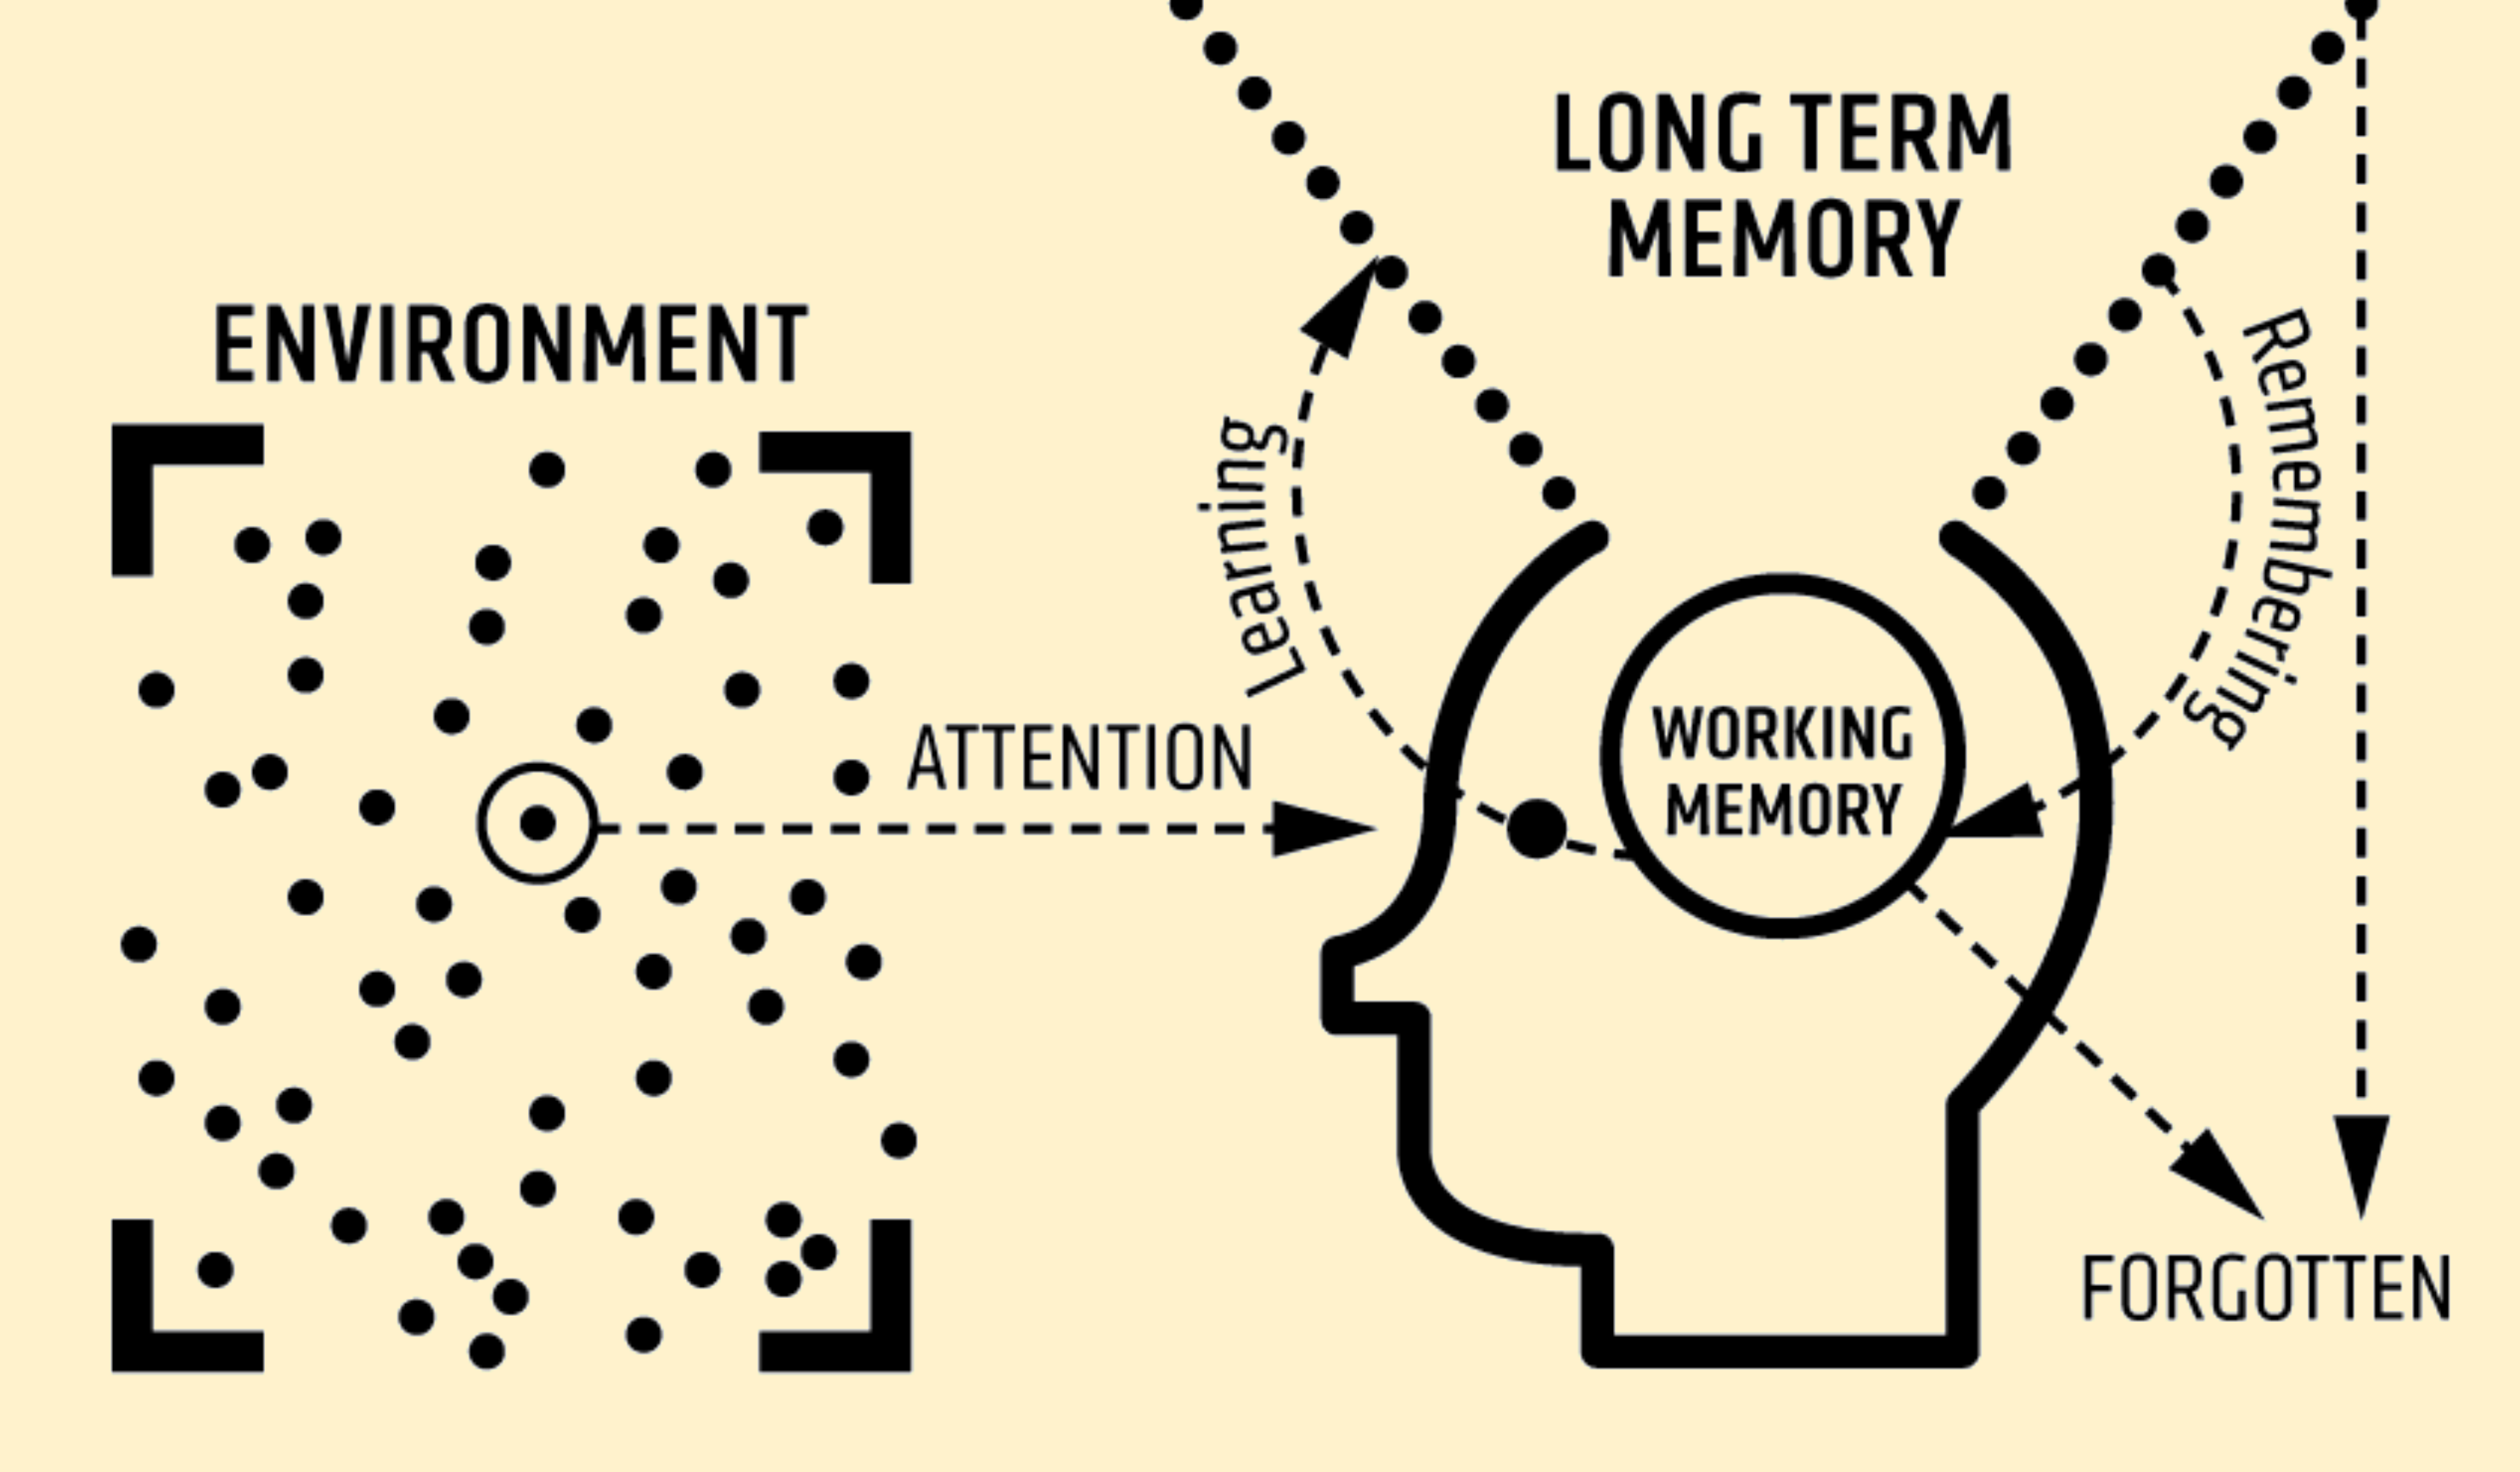 LONG TERM
MEMORY
ENVIRONMENT
Learning
Remembering
ATTENTION
WORKING
MEMORY
FORGOTTEN